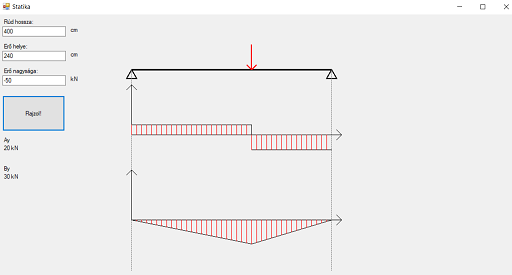 Statika
Rúd hossza:
400 cm
Erő helye:
240 cm
Erő nagysága:
-50 kN
Rajzol!
Ay
20 kN
By
30 kN